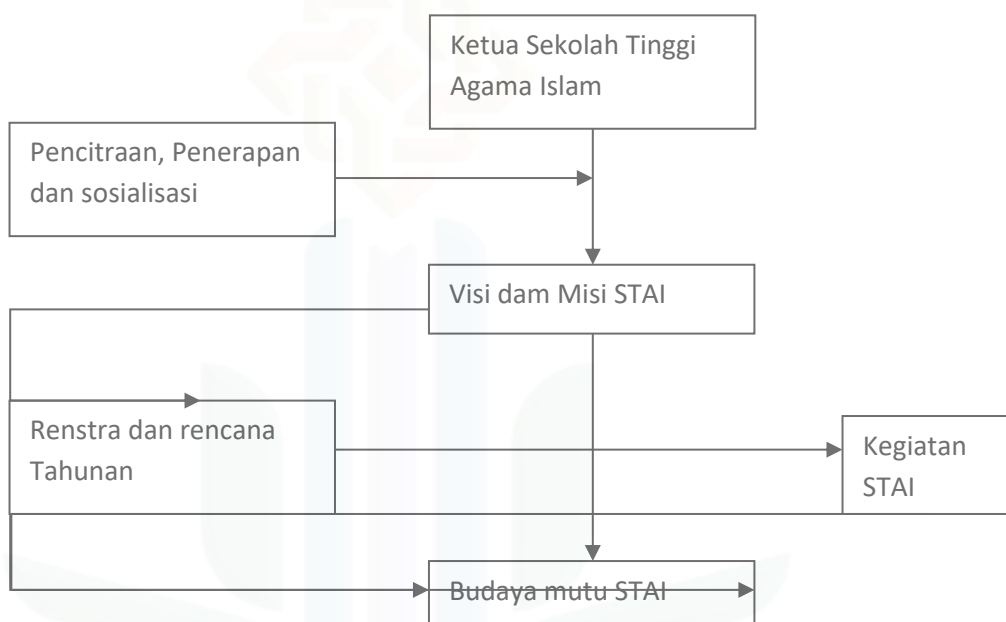 Ketua Sekolah Tinggi
Agama Islam
Pencitraan, Penerapan
dan sosialisasi
Visi dam Misi STAI
Renstra dan rencana
Tahunan
Kegiatan
STAI
Budaya mutu STAI